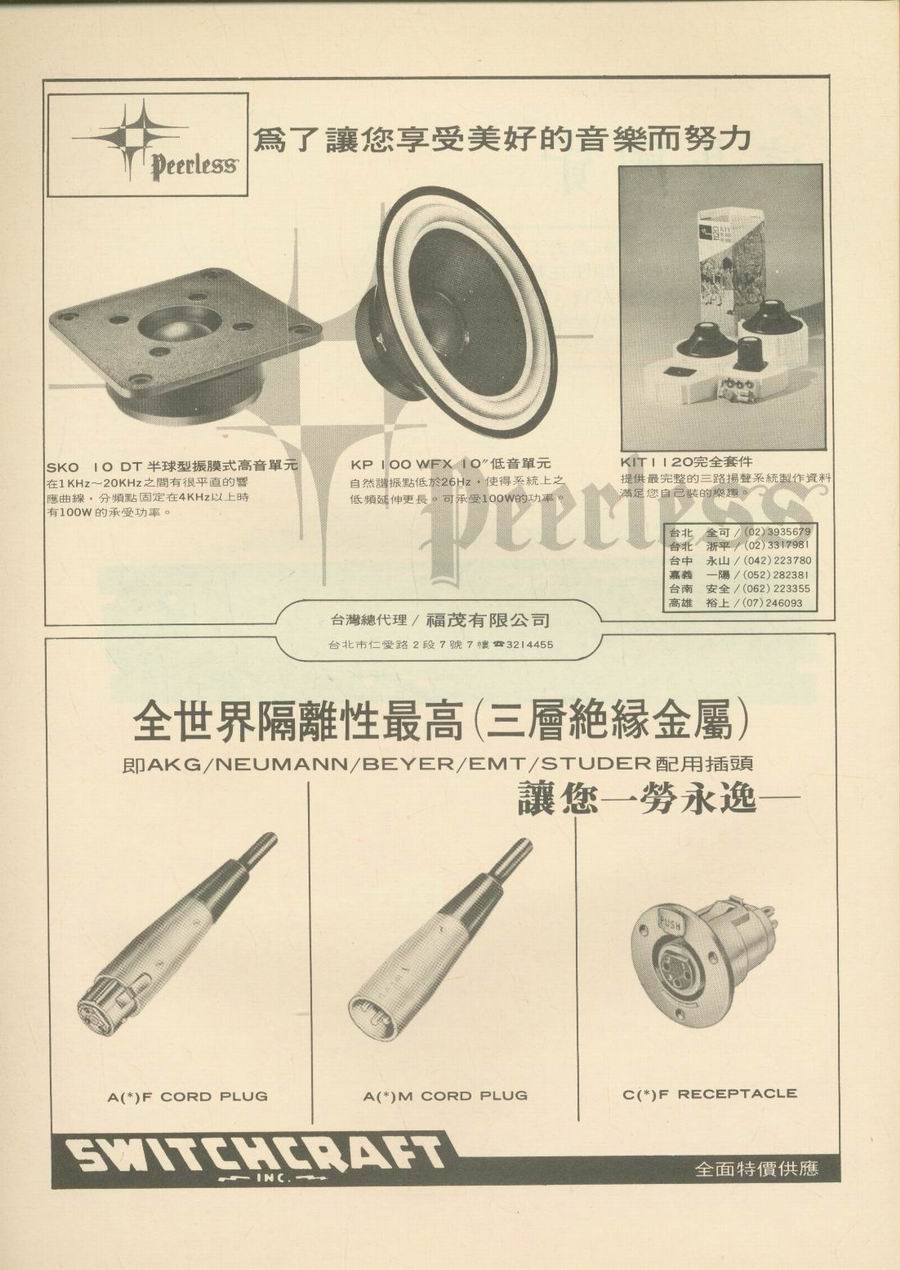 Peerless
爲了讓您享受美好的音樂而努力
SKO 10 DT 半球型振膜式高音單元
在1KHz～20KHz之間有很平直的響
應曲線，分頻點固定在4KHz以上時
有100W的承受功率。
KP 100 WFX 10″低音單元
自然諧振點低於26Hz，使得系統上之
低頻延伸更長。可承受100W的功率。
KIT1120完全套件
提供最完整的三路揚聲系統製作資料
滿足您自己裝的樂趣。
Peerless
台北 全可/(02)3935679
台北 浙平/(02)3317981
台中 永山/(042)223780
嘉義 一陽/(052)282381
台南 安全/(062)223355
高雄 裕上/(07)246093
台灣總代理/福茂有限公司
台北市仁愛路2段7號7樓☎3214455
全世界隔離性最高(三層絶緣金屬)
即AKG/NEUMANN/BEYER/EMT/STUDER配用插頭
讓您一勞永逸—
PUSH
A(*)F CORD PLUG
A(*)M CORD PLUG
C(*)F RECEPTACLE
SWITCHCRAFT
INC.
全面特價供應